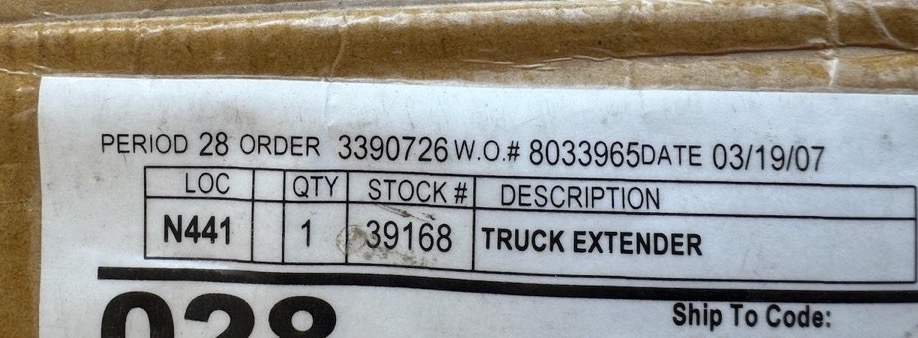 PERIOD 28 ORDER 3390726 W.O.# 8033965DATE 03/19/07
LOC QTY STOCK # DESCRIPTION
N441 1 39168 TRUCK EXTENDER
028
Ship To Code: